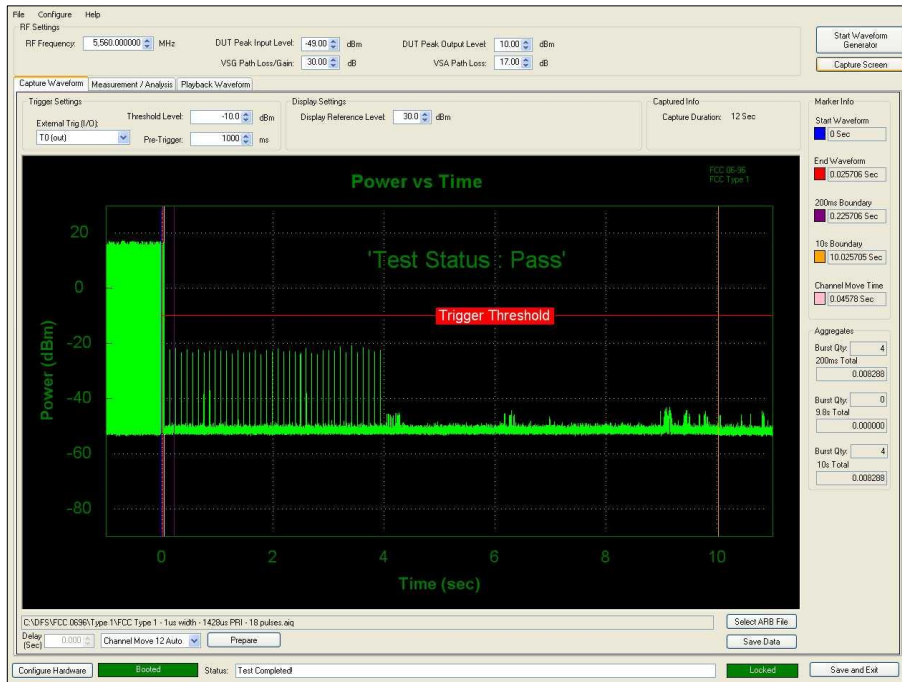 File Configure Help
RF Settings
RF Frequency: 5,560.000000 MHz
DUT Peak Input Level: -49.00 dBm
DUT Peak Output Level: 10.00 dBm
VSG Path Loss/Gain: 30.00 dB
VSA Path Loss: 17.00 dB
Start Waveform Generator
Capture Screen
Capture Waveform Measurement / Analysis Playback Waveform
Trigger Settings
External Trig (I/O):
T0 (out)
Threshold Level: -10.0 dBm
Pre-Trigger: 1000 ms
Display Settings
Display Reference Level: 30.0 dBm
Captured Info
Capture Duration: 12 Sec
Power vs Time
FCC 06-96
FCC Type 1
'Test Status : Pass'
Trigger Threshold
Power (dBm)
20
0
-20
-40
-60
-80
0 2 4 6 8 10
Time (sec)
Marker Info
Start Waveform
0 Sec
End Waveform
0.025706 Sec
200ms Boundary
0.225706 Sec
10s Boundary
10.025705 Sec
Channel Move Time
0.04578 Sec
Aggregates
Burst Qty: 4
200ms Total
0.008288
Burst Qty: 0
9.8s Total
0.000000
Burst Qty: 4
10s Total
0.008288
C:\DFS\FCC 0696\Type 1\FCC Type 1 - 1us width - 1428us PRI - 18 pulses.aiq
Select ARB File
Delay (Sec) 0.000 Channel Move 12 Auto Prepare
Save Data
Configure Hardware Booted Status: Test Completed! Locked Save and Exit